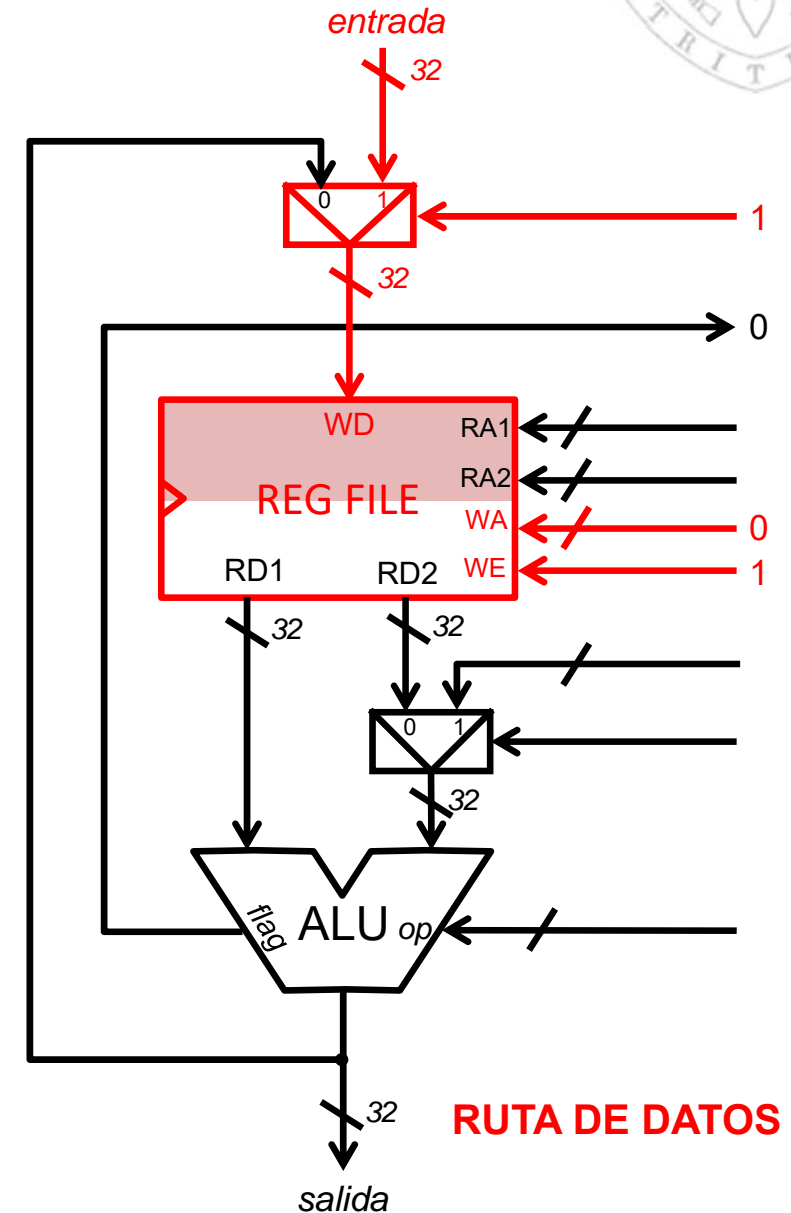 entrada
32
T R I T
0 1
1
32
0
WD
RA1
RA2
REG FILE
WA
0
RD1
RD2
WE
1
32
32
0 1
32
flag
ALU
op
32
RUTA DE DATOS
salida